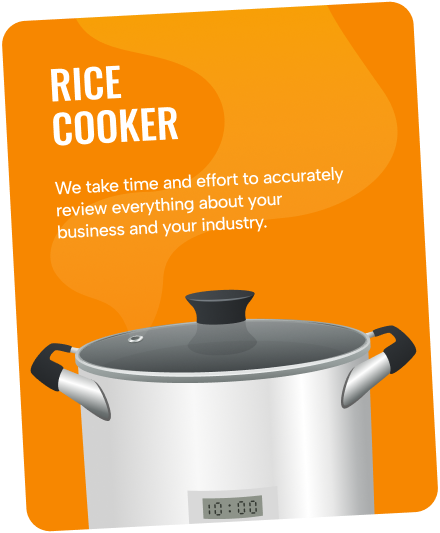 RICE
COOKER
We take time and effort to accurately
review everything about your
business and your industry.
10:00